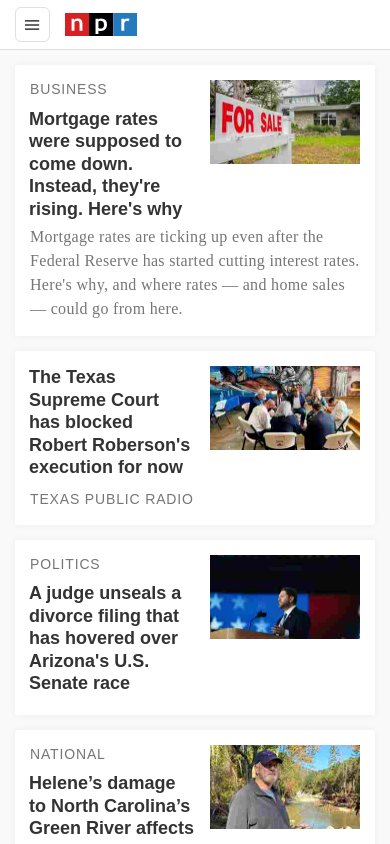 npr
BUSINESS
Mortgage rates
were supposed to
come down.
Instead, they're
rising. Here's why
FOR SALE
Mortgage rates are ticking up even after the
Federal Reserve has started cutting interest rates.
Here's why, and where rates — and home sales
— could go from here.
The Texas
Supreme Court
has blocked
Robert Roberson's
execution for now
TEXAS PUBLIC RADIO
POLITICS
A judge unseals a
divorce filing that
has hovered over
Arizona's U.S.
Senate race
NATIONAL
Helene’s damage
to North Carolina’s
Green River affects